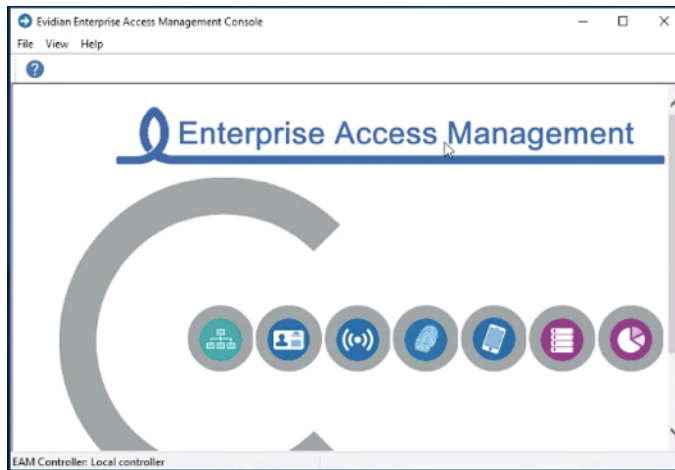 Evidian Enterprise Access Management Console
File View Help
?
Enterprise Access Management
EAM Controller: Local controller